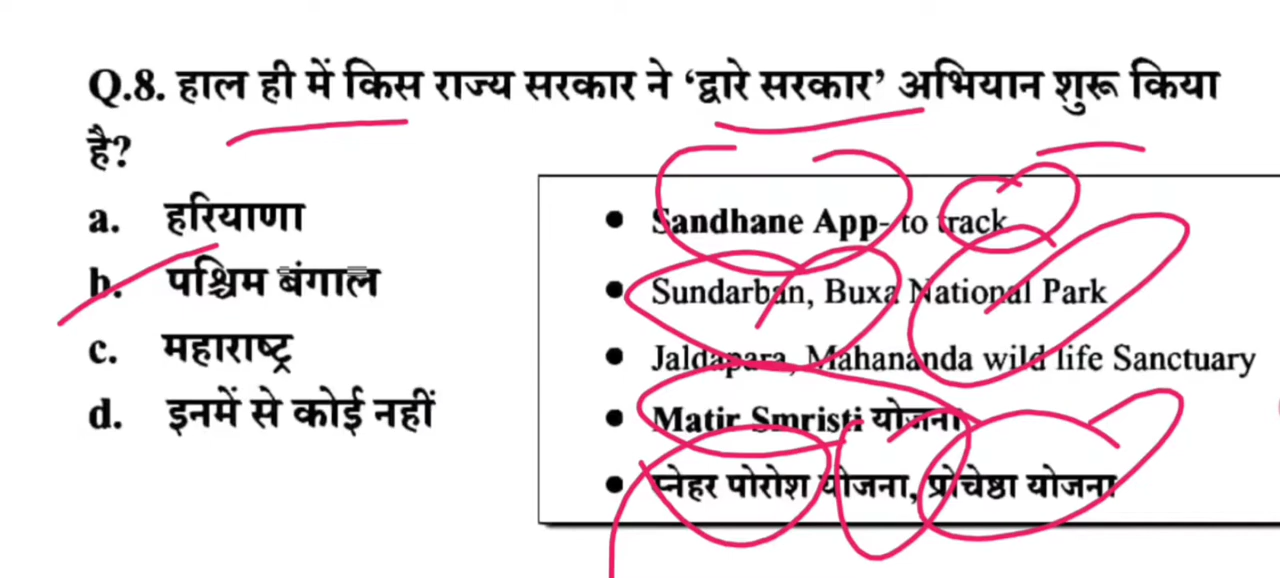 Q.8. हाल ही में किस राज्य सरकार ने ‘द्वारे सरकार’ अभियान शुरू किया
है?
a. हरियाणा
b. पश्चिम बंगाल
c. महाराष्ट्र
d. इनमें से कोई नहीं
• Sandhane App- to track
• Sundarban, Buxa National Park
• Jaldapara, Mahananda wild life Sanctuary
• Matir Smristi योजना
• प्नेहर पोरोश योजना, प्रोचेष्ठा योजना